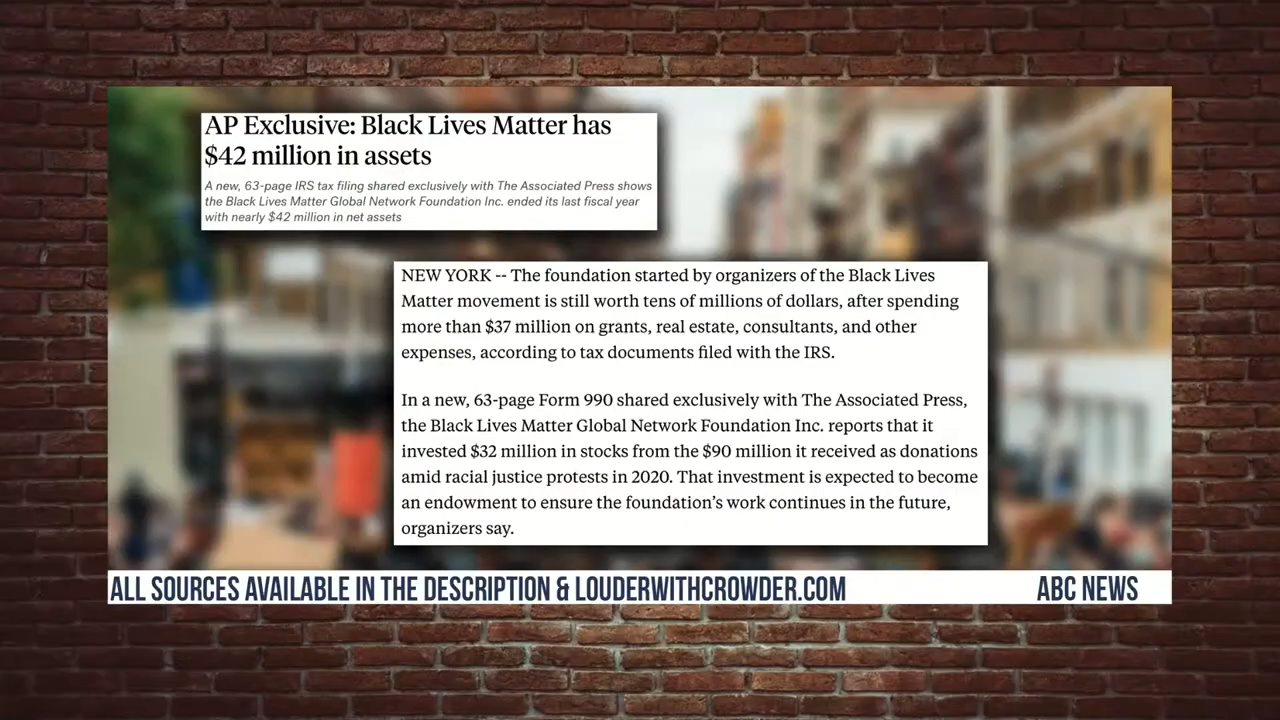 AP Exclusive: Black Lives Matter has
$42 million in assets
A new, 63-page IRS tax filing shared exclusively with The Associated Press shows
the Black Lives Matter Global Network Foundation Inc. ended its last fiscal year
with nearly $42 million in net assets
NEW YORK -- The foundation started by organizers of the Black Lives
Matter movement is still worth tens of millions of dollars, after spending
more than $37 million on grants, real estate, consultants, and other
expenses, according to tax documents filed with the IRS.
In a new, 63-page Form 990 shared exclusively with The Associated Press,
the Black Lives Matter Global Network Foundation Inc. reports that it
invested $32 million in stocks from the $90 million it received as donations
amid racial justice protests in 2020. That investment is expected to become
an endowment to ensure the foundation’s work continues in the future,
organizers say.
ALL SOURCES AVAILABLE IN THE DESCRIPTION & LOUDERWITHCROWDER.COM
ABC NEWS